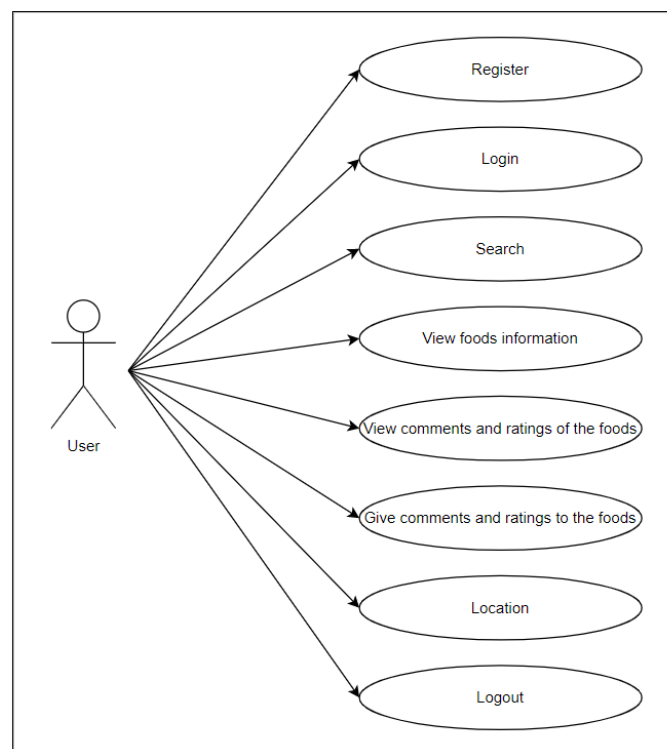 Register
Login
Search
View foods information
User
View comments and ratings of the foods
Give comments and ratings to the foods
Location
Logout